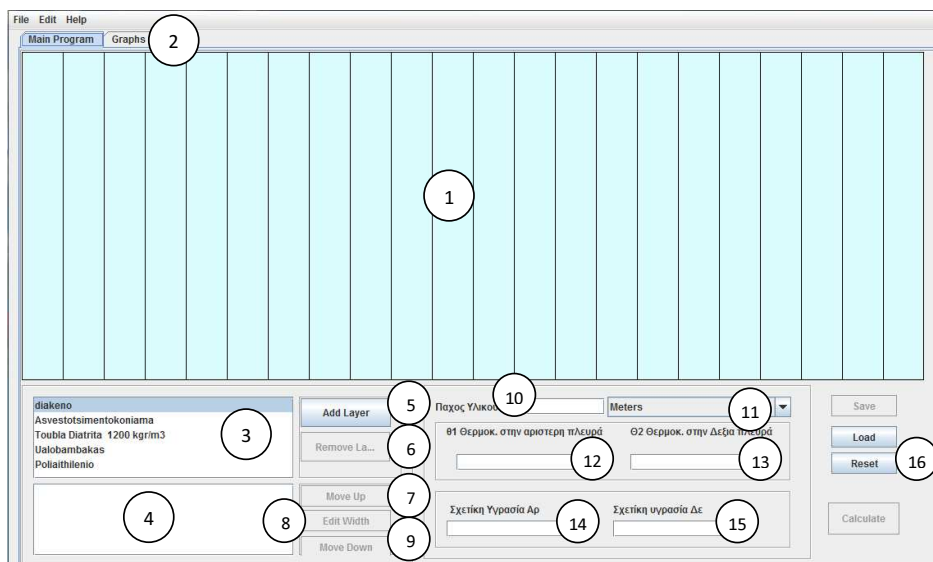 File Edit Help
Main Program Graphs 2
1
diakeno
Asvestotsimentokoniama
Toubla Diatrita 1200 kgr/m3
Ualobambakas
Poliaithilenio
3
4
Add Layer 5
Remove La... 6
Move Up 7
8 Edit Width
Move Down 9
Παχος Υλικού 10 Meters 11
θ1 Θερμοκ. στην αριστερη πλευρά Θ2 Θερμοκ. στην Δεξια πλευρά
12 13
Σχετίκη Υγρασία Αρ Σχετίκη υγρασία Δε
14 15
Save
Load
Reset 16
Calculate